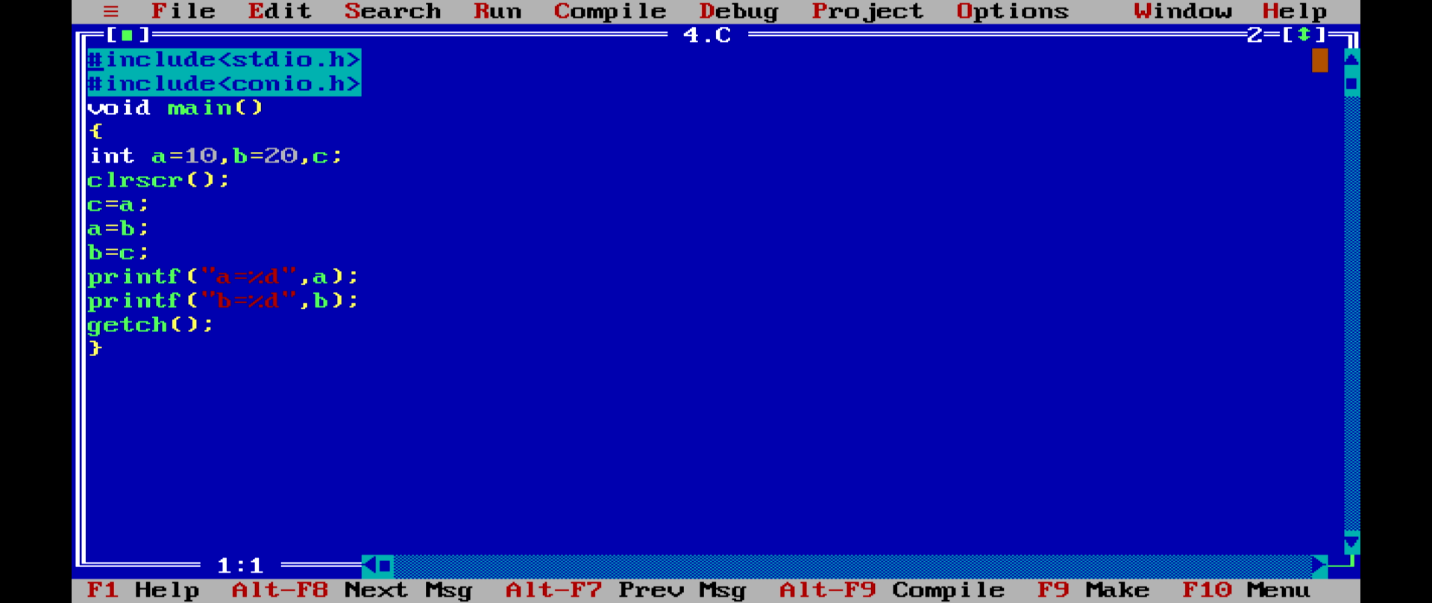 ≡ File Edit Search Run Compile Debug Project Options Window Help
[■] 4.C 2=[↕]
#include<stdio.h>
#include<conio.h>
void main()
{
int a=10,b=20,c;
clrscr();
c=a;
a=b;
b=c;
printf("a=%d",a);
printf("b=%d",b);
getch();
}
1:1
F1 Help Alt-F8 Next Msg Alt-F7 Prev Msg Alt-F9 Compile F9 Make F10 Menu